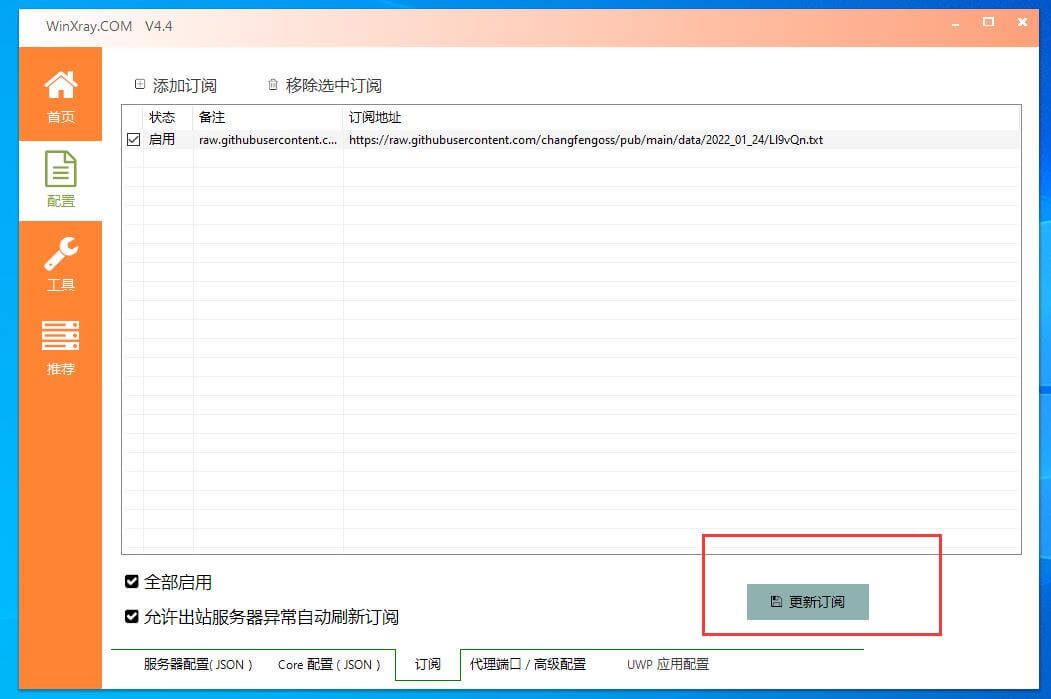 WinXray.COM V4.4
首页
配置
工具
推荐
添加订阅 移除选中订阅
状态 备注 订阅地址
启用 raw.githubusercontent.c... https://raw.githubusercontent.com/changfengoss/pub/main/data/2022_01_24/LI9vQn.txt
全部启用
允许出站服务器异常自动刷新订阅
更新订阅
服务器配置( JSON ) Core 配置 ( JSON ) 订阅 代理端口 / 高级配置 UWP 应用配置